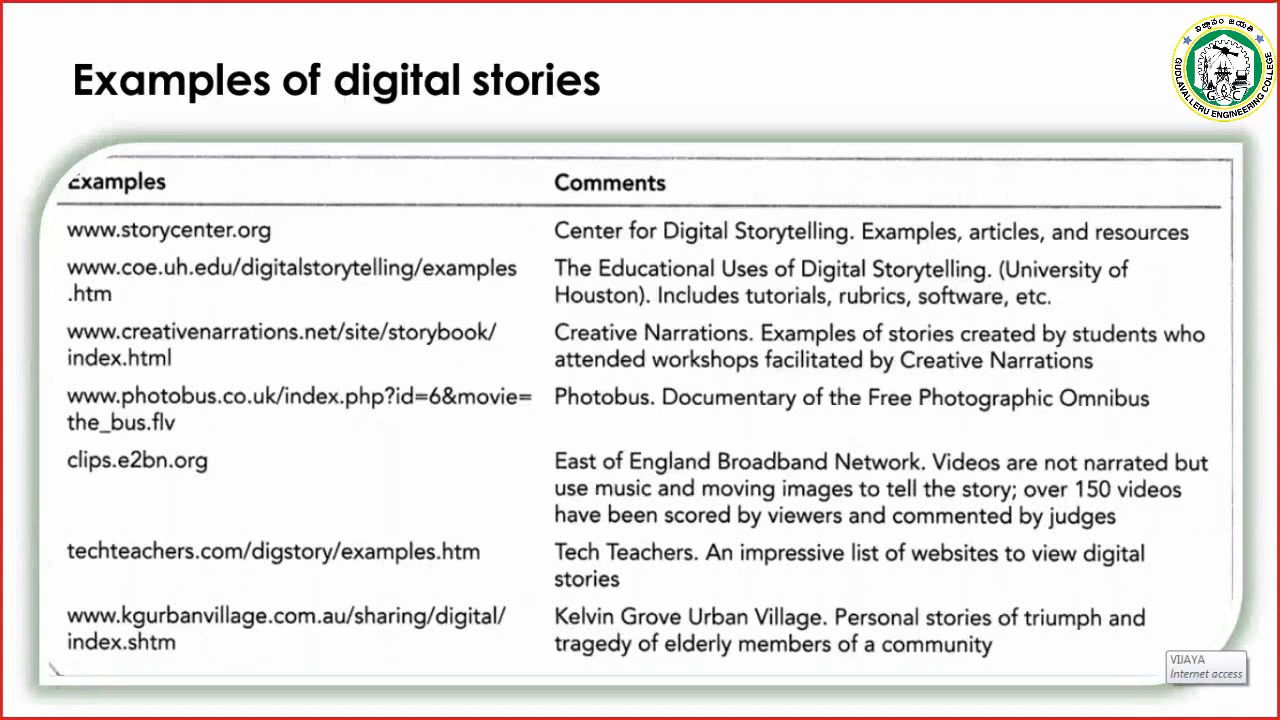 Examples of digital stories
GUDLAVALLERU ENGINEERING COLLEGE
Examples Comments
www.storycenter.org Center for Digital Storytelling. Examples, articles, and resources
www.coe.uh.edu/digitalstorytelling/examples The Educational Uses of Digital Storytelling. (University of
.htm Houston). Includes tutorials, rubrics, software, etc.
www.creativenarrations.net/site/storybook/ Creative Narrations. Examples of stories created by students who
index.html attended workshops facilitated by Creative Narrations
www.photobus.co.uk/index.php?id=6&movie= Photobus. Documentary of the Free Photographic Omnibus
the_bus.flv
clips.e2bn.org East of England Broadband Network. Videos are not narrated but
use music and moving images to tell the story; over 150 videos
have been scored by viewers and commented by judges
techteachers.com/digstory/examples.htm Tech Teachers. An impressive list of websites to view digital
stories
www.kgurbanvillage.com.au/sharing/digital/ Kelvin Grove Urban Village. Personal stories of triumph and
index.shtm tragedy of elderly members of a community
VIJAYA
Internet access